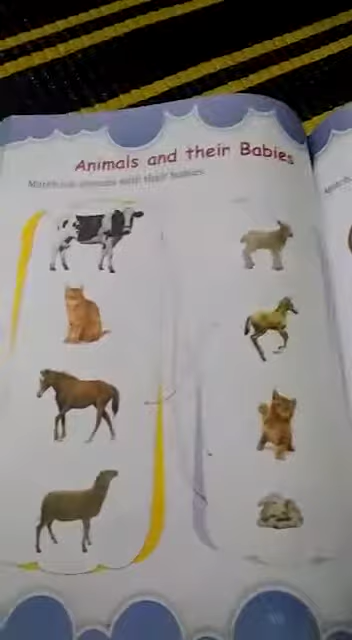 Animals and their Babies
Match the animals with their babies.